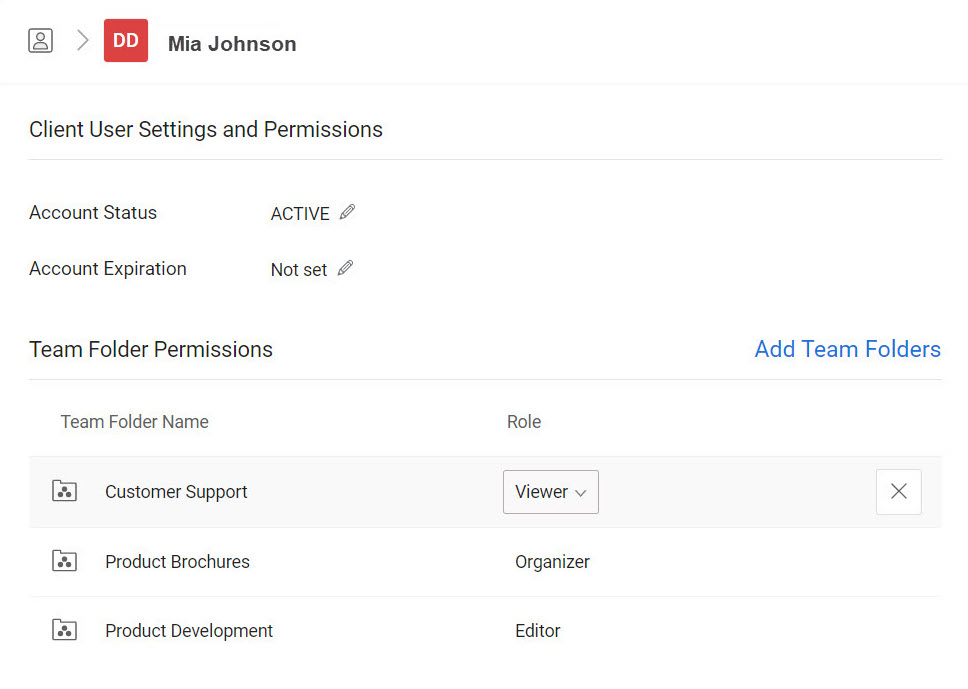 DD Mia Johnson
Client User Settings and Permissions
Account Status ACTIVE
Account Expiration Not set
Team Folder Permissions Add Team Folders
Team Folder Name Role
Customer Support Viewer
Product Brochures Organizer
Product Development Editor